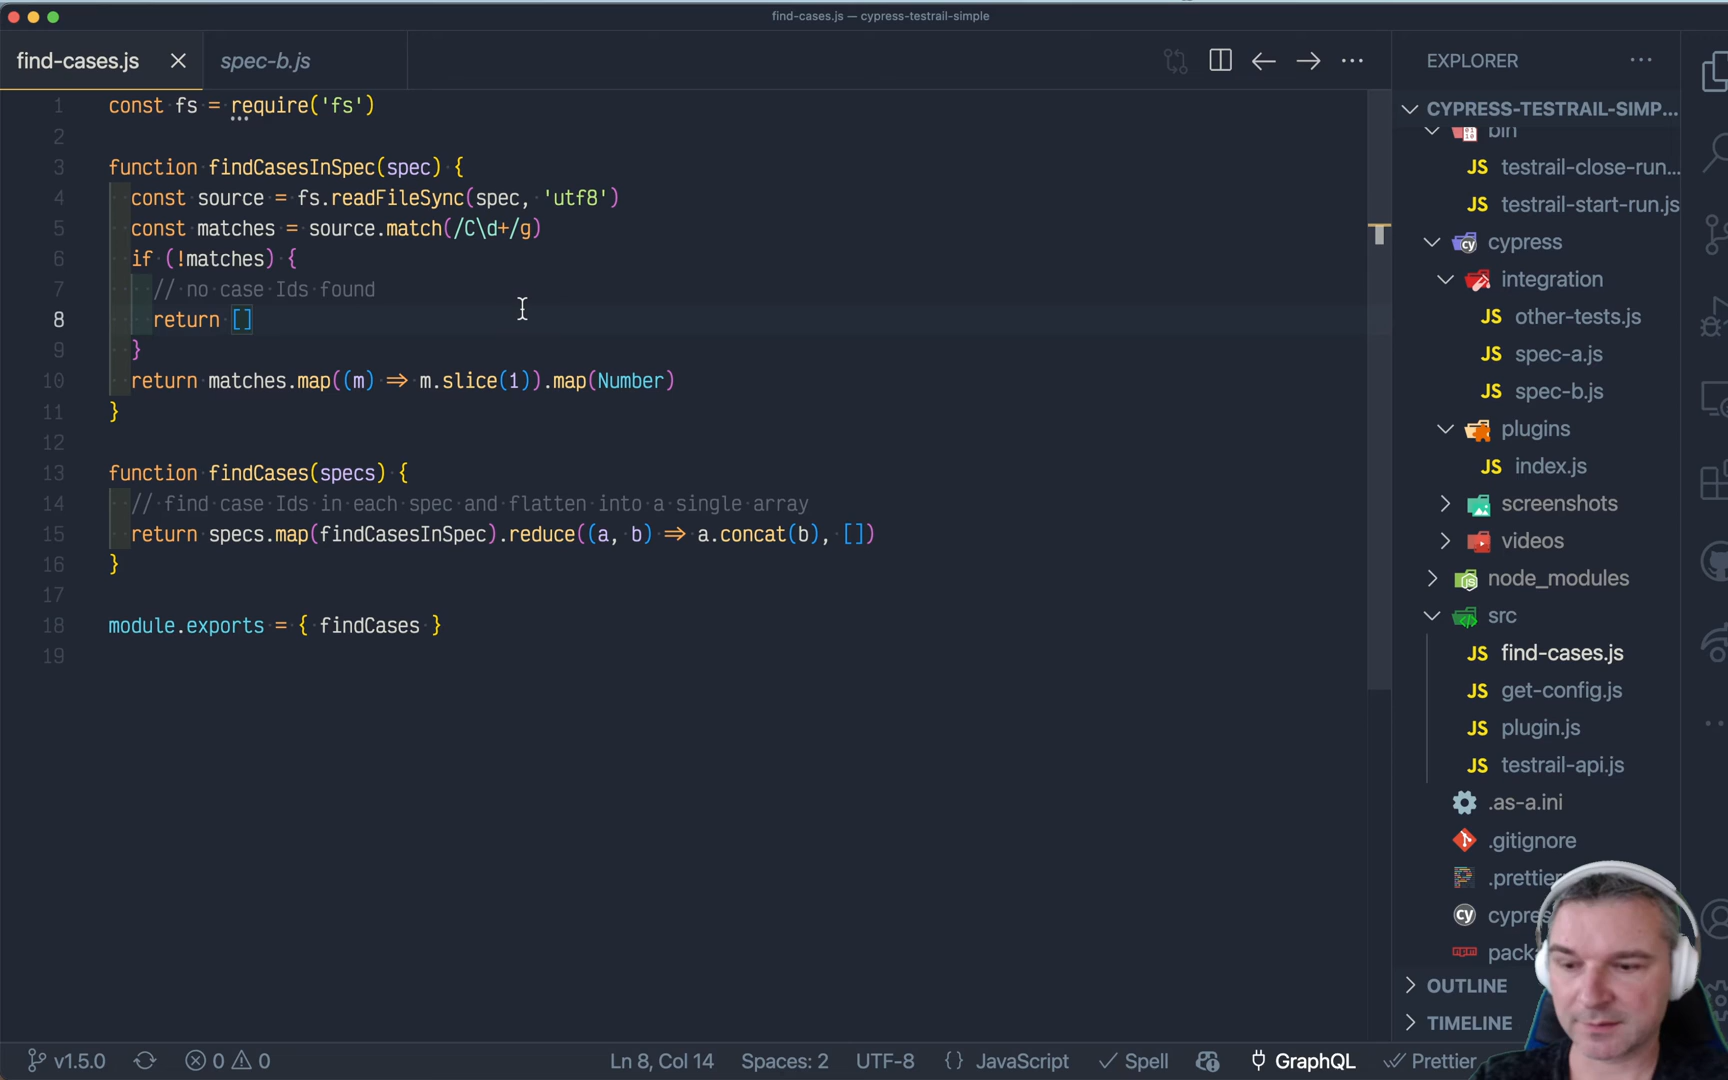 find-cases.js — cypress-testrail-simple
find-cases.js
spec-b.js
1 const fs = require('fs')
2
3 function findCasesInSpec(spec) {
4 const source = fs.readFileSync(spec, 'utf8')
5 const matches = source.match(/C\d+/g)
6 if (!matches) {
7 // no case Ids found
8 return []
9 }
10 return matches.map((m) => m.slice(1)).map(Number)
11 }
12
13 function findCases(specs) {
14 // find case Ids in each spec and flatten into a single array
15 return specs.map(findCasesInSpec).reduce((a, b) => a.concat(b), [])
16 }
17
18 module.exports = { findCases }
19
EXPLORER
CYPRESS-TESTRAIL-SIMP...
bin
JS testrail-close-run...
JS testrail-start-run.js
cypress
integration
JS other-tests.js
JS spec-a.js
JS spec-b.js
plugins
JS index.js
screenshots
videos
node_modules
src
JS find-cases.js
JS get-config.js
JS plugin.js
JS testrail-api.js
.as-a.ini
.gitignore
.prettier
cy cypres
npm pack
OUTLINE
TIMELINE
v1.5.0 0 0 Ln 8, Col 14 Spaces: 2 UTF-8 {} JavaScript Spell GraphQL Prettier